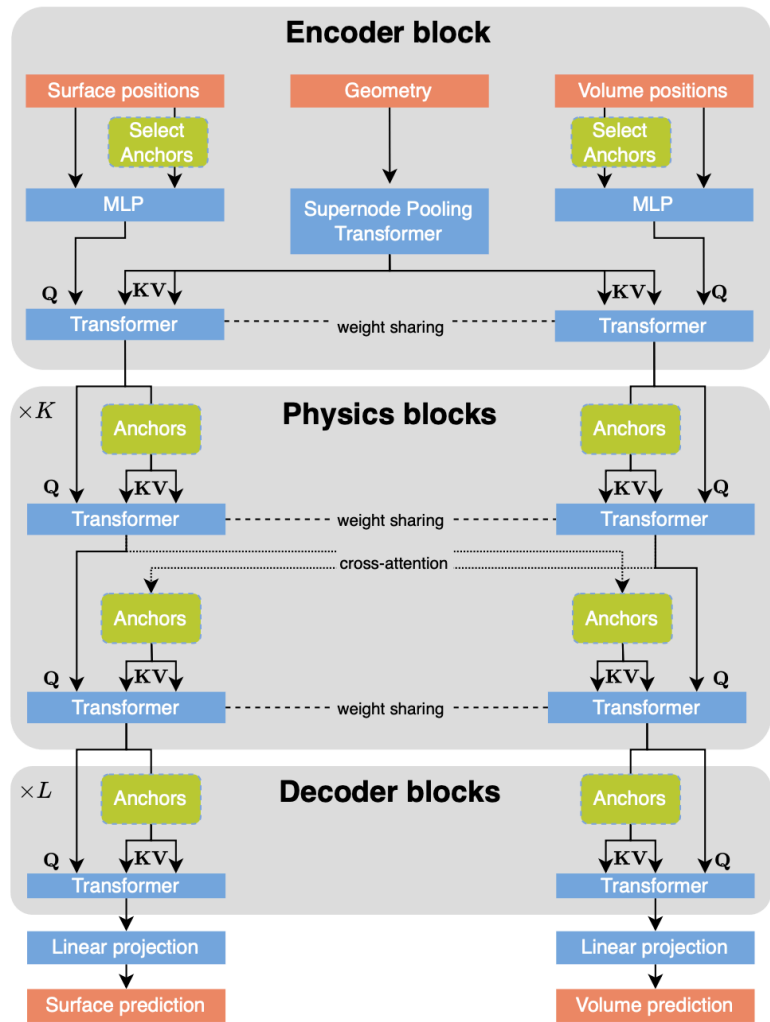 Encoder block
Surface positions
Geometry
Volume positions
Select
Anchors
Select
Anchors
MLP
Supernode Pooling
Transformer
MLP
Q
KV
KV
Q
Transformer
weight sharing
Transformer
×K
Physics blocks
Anchors
Anchors
Q
KV
KV
Q
Transformer
weight sharing
Transformer
cross-attention
Anchors
Anchors
Q
KV
KV
Q
Transformer
weight sharing
Transformer
×L
Decoder blocks
Anchors
Anchors
Q
KV
KV
Q
Transformer
Transformer
Linear projection
Linear projection
Surface prediction
Volume prediction